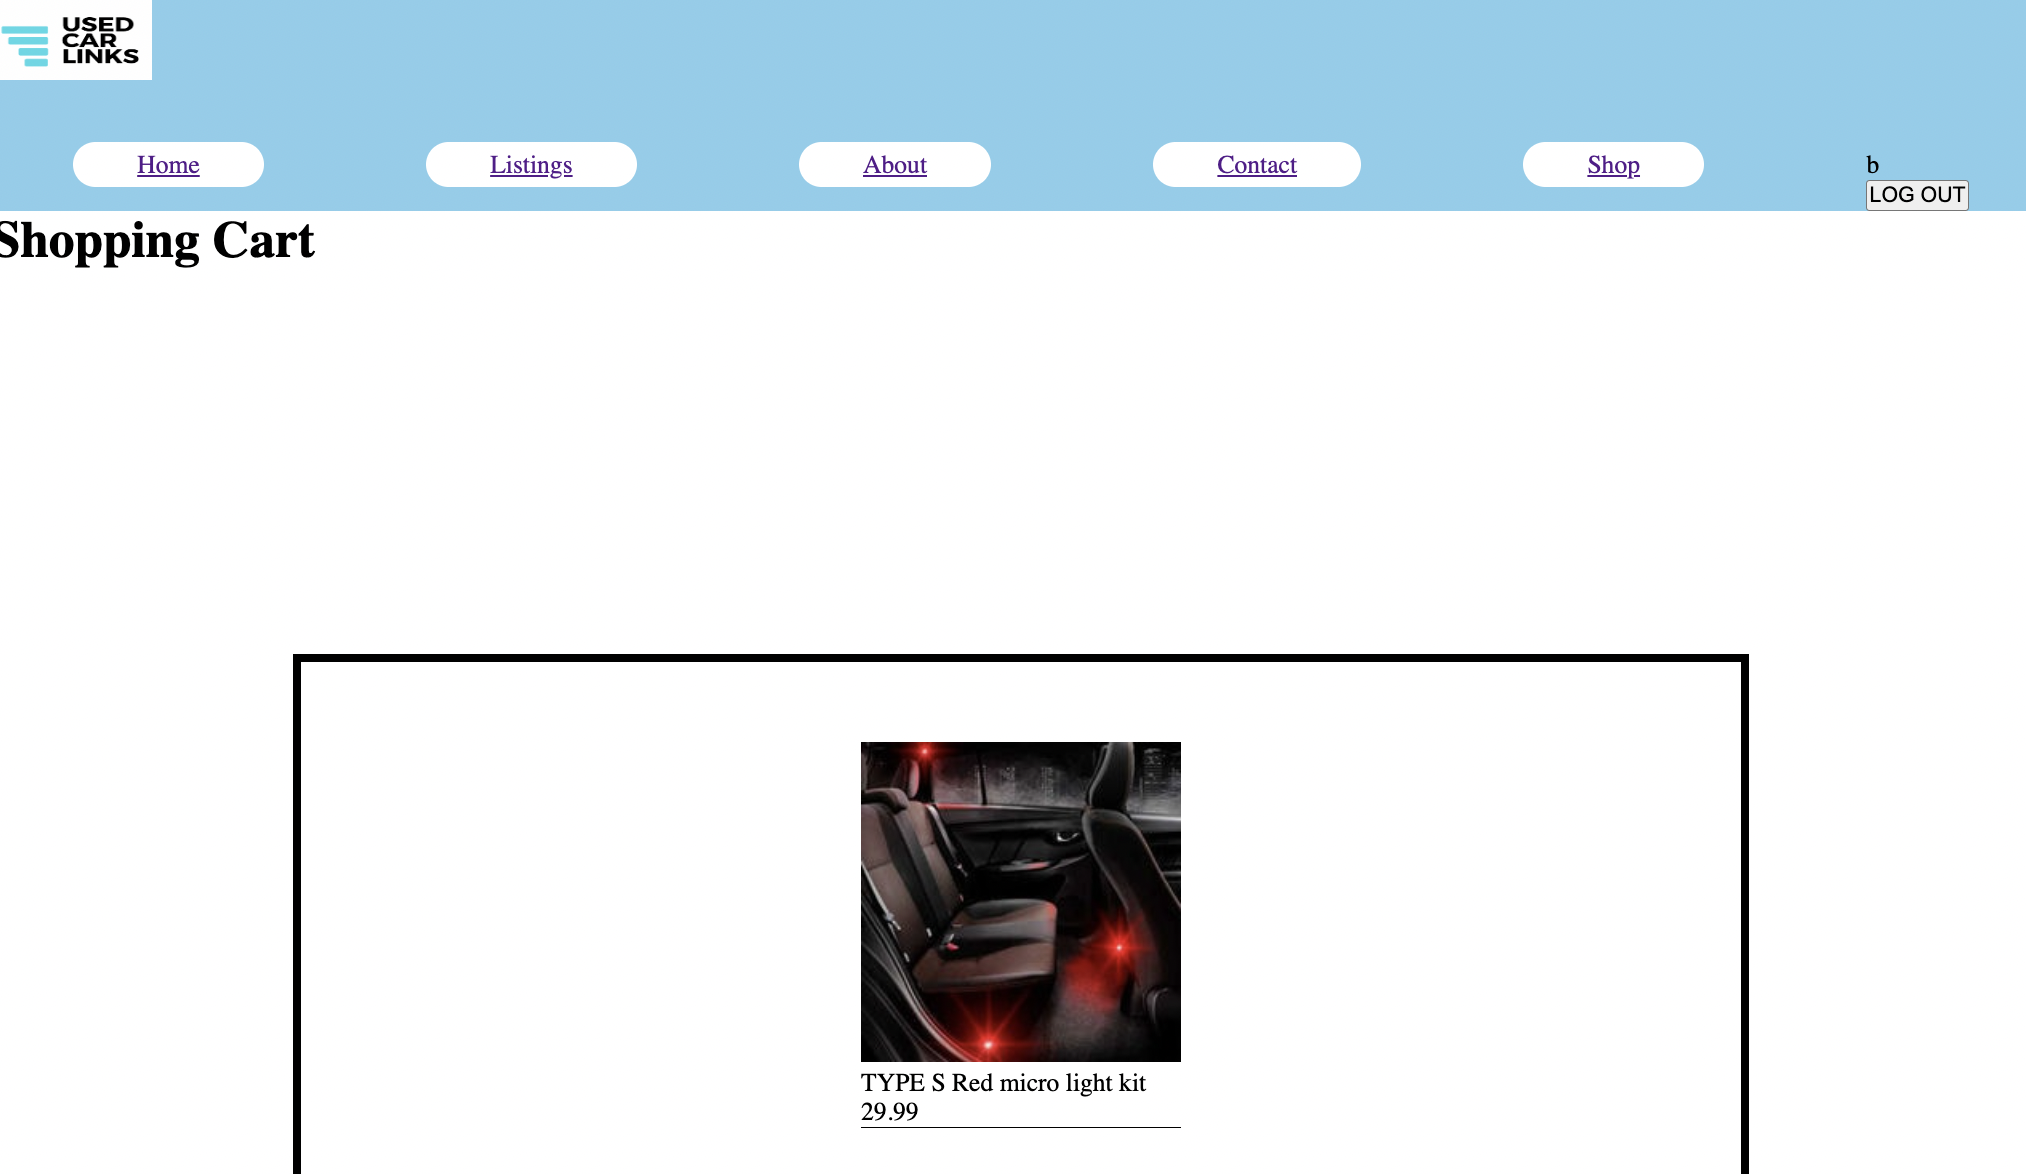 USED
CAR
LINKS
Home
Listings
About
Contact
Shop
b
LOG OUT
Shopping Cart
TYPE S Red micro light kit
29.99